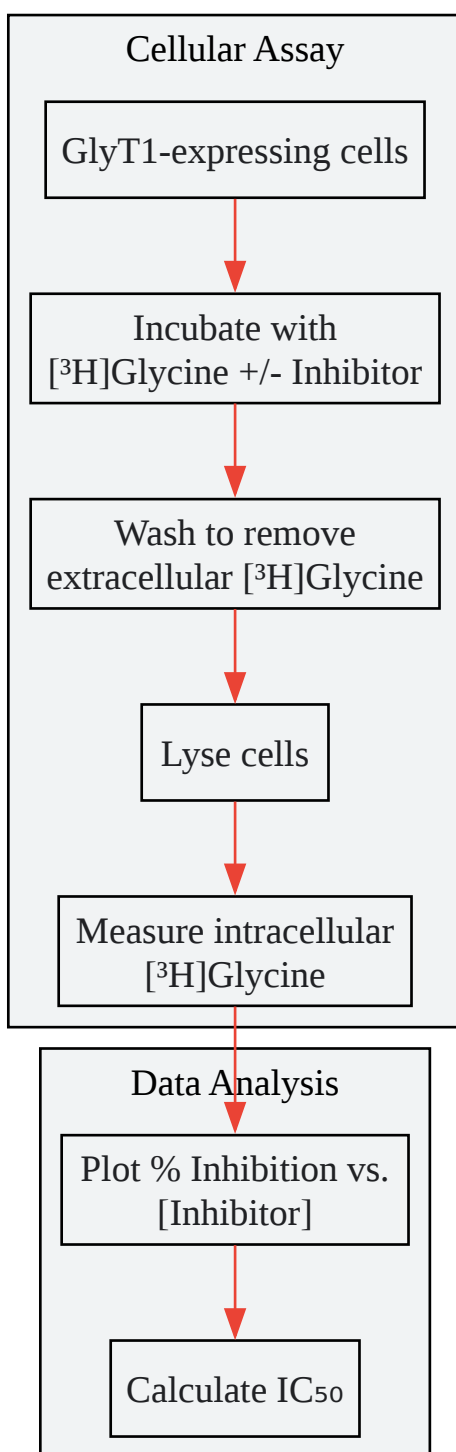 Cellular Assay
GlyT1-expressing cells
Incubate with
[³H]Glycine +/- Inhibitor
Wash to remove
extracellular [³H]Glycine
Lyse cells
Measure intracellular
[³H]Glycine
Data Analysis
Plot % Inhibition vs.
[Inhibitor]
Calculate IC₅₀